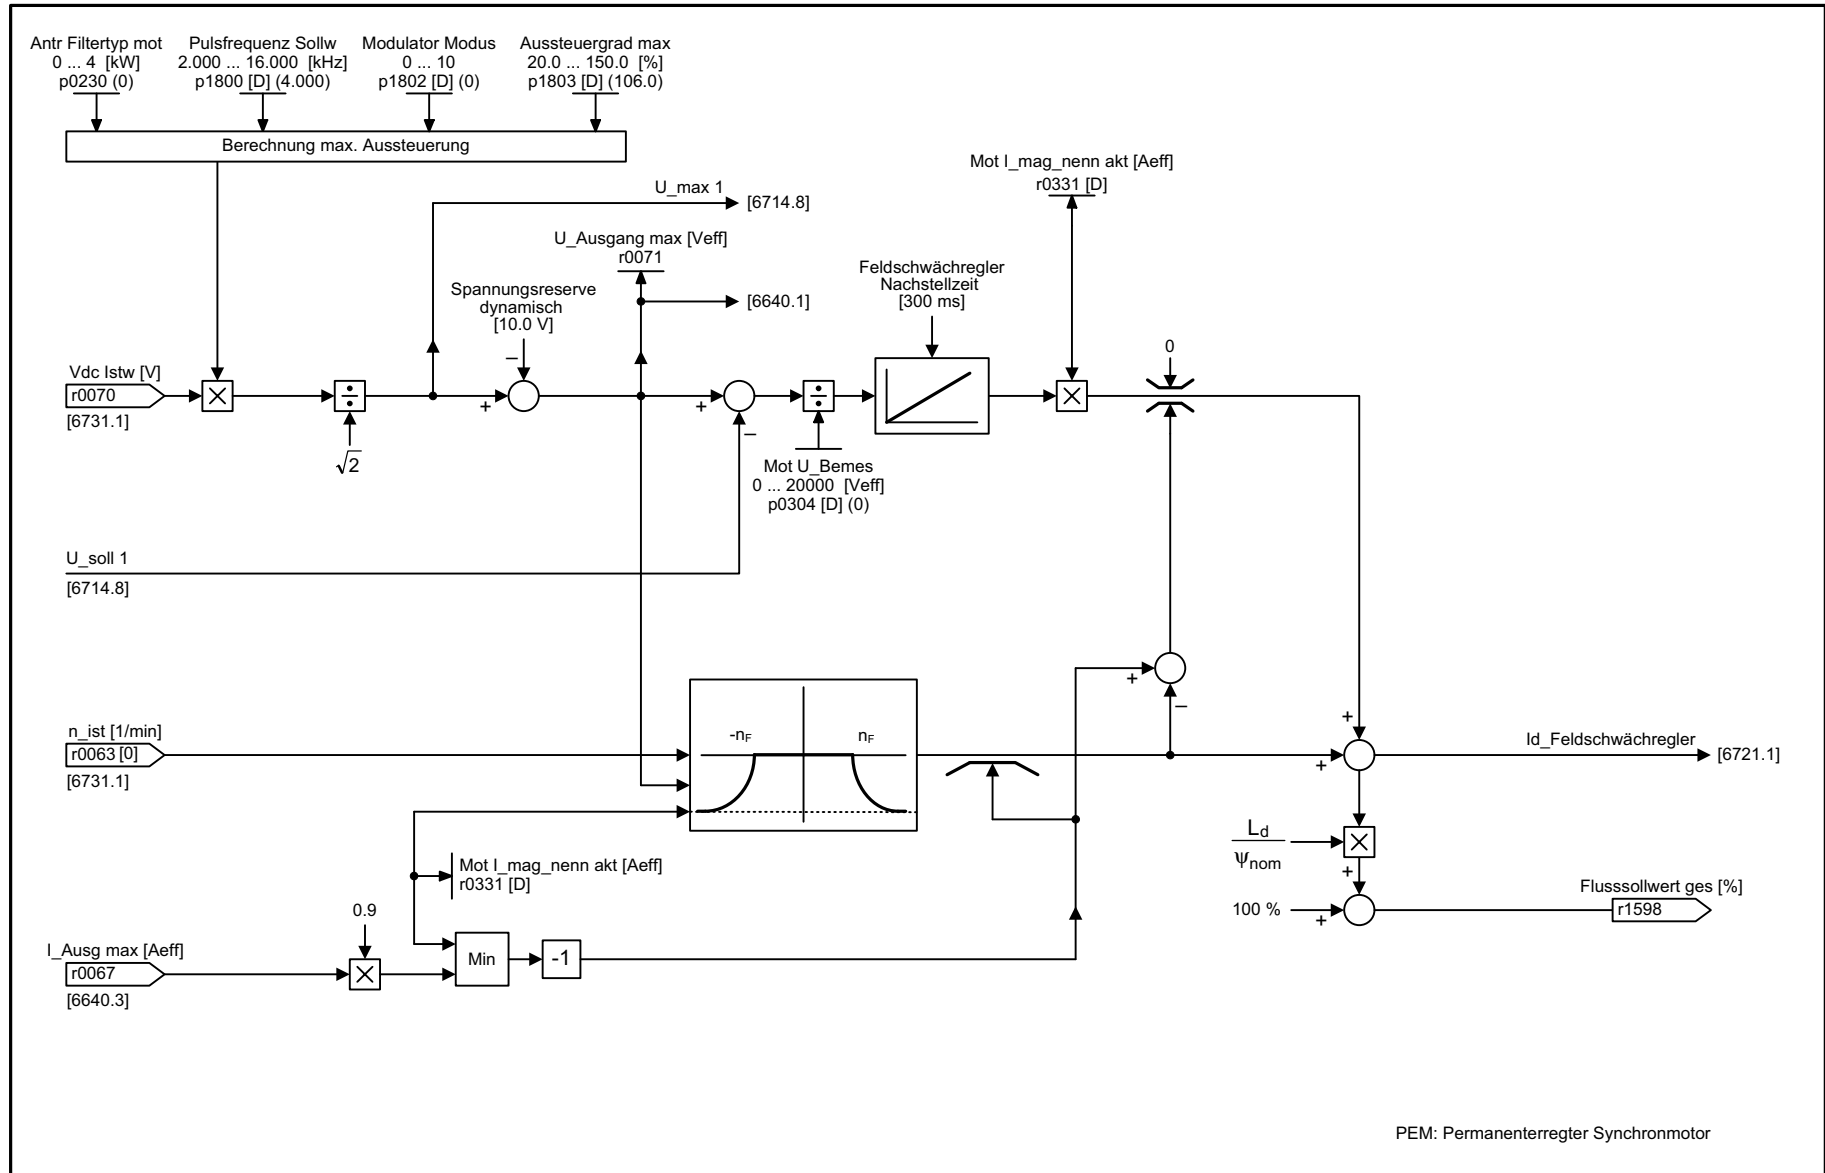 Antr Filtertyp mot
0 ... 4 [kW]
p0230 (0)
Pulsfrequenz Sollw
2.000 ... 16.000 [kHz]
p1800 [D] (4.000)
Modulator Modus
0 ... 10
p1802 [D] (0)
Aussteuergrad max
20.0 ... 150.0 [%]
p1803 [D] (106.0)
Berechnung max. Aussteuerung
Mot I_mag_nenn akt [Aeff]
r0331 [D]
U_max 1
[6714.8]
U_Ausgang max [Veff]
r0071
[6640.1]
Spannungsreserve
dynamisch
[10.0 V]
Feldschwächregler
Nachstellzeit
[300 ms]
0
–
Vdc Istw [V]
r0070
[6731.1]
×
÷
√2
+
+
–
÷
×
Mot U_Bemes
0 ... 20000 [Veff]
p0304 [D] (0)
U_soll 1
[6714.8]
+
–
n_ist [1/min]
r0063 [0]
[6731.1]
-nF
nF
+
+
Id_Feldschwächregler
[6721.1]
Ld
ψnom
×
+
100 %
+
Flusssollwert ges [%]
r1598
Mot I_mag_nenn akt [Aeff]
r0331 [D]
0.9
I_Ausg max [Aeff]
r0067
[6640.3]
×
Min
-1
PEM: Permanenterregter Synchronmotor